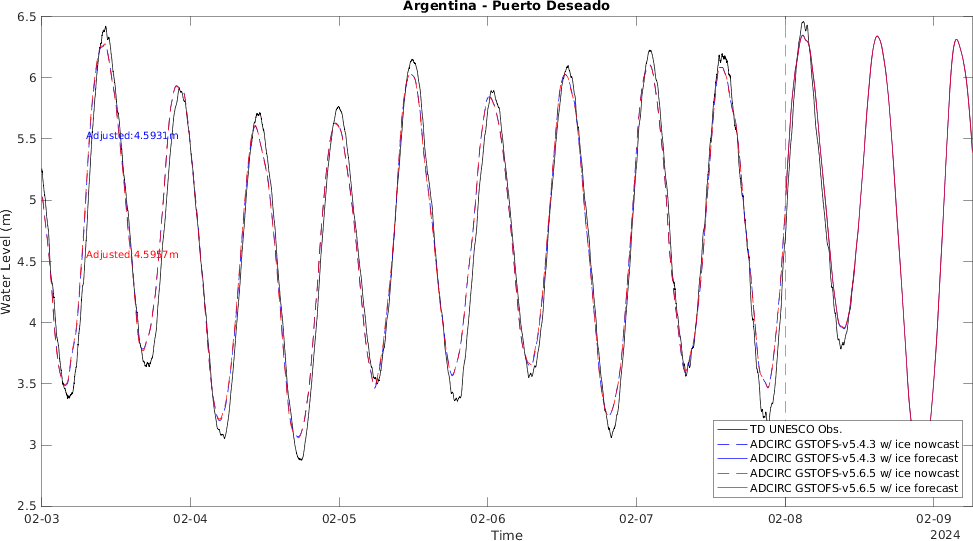 Argentina - Puerto Deseado
6.5
6
5.5
5
4.5
4
3.5
3
2.5
Water Level (m)
Adjusted:4.5931m
Adjusted:4.5957m
TD UNESCO Obs.
ADCIRC GSTOFS-v5.4.3 w/ ice nowcast
ADCIRC GSTOFS-v5.4.3 w/ ice forecast
ADCIRC GSTOFS-v5.6.5 w/ ice nowcast
ADCIRC GSTOFS-v5.6.5 w/ ice forecast
02-03 02-04 02-05 02-06 02-07 02-08 02-09
Time 2024